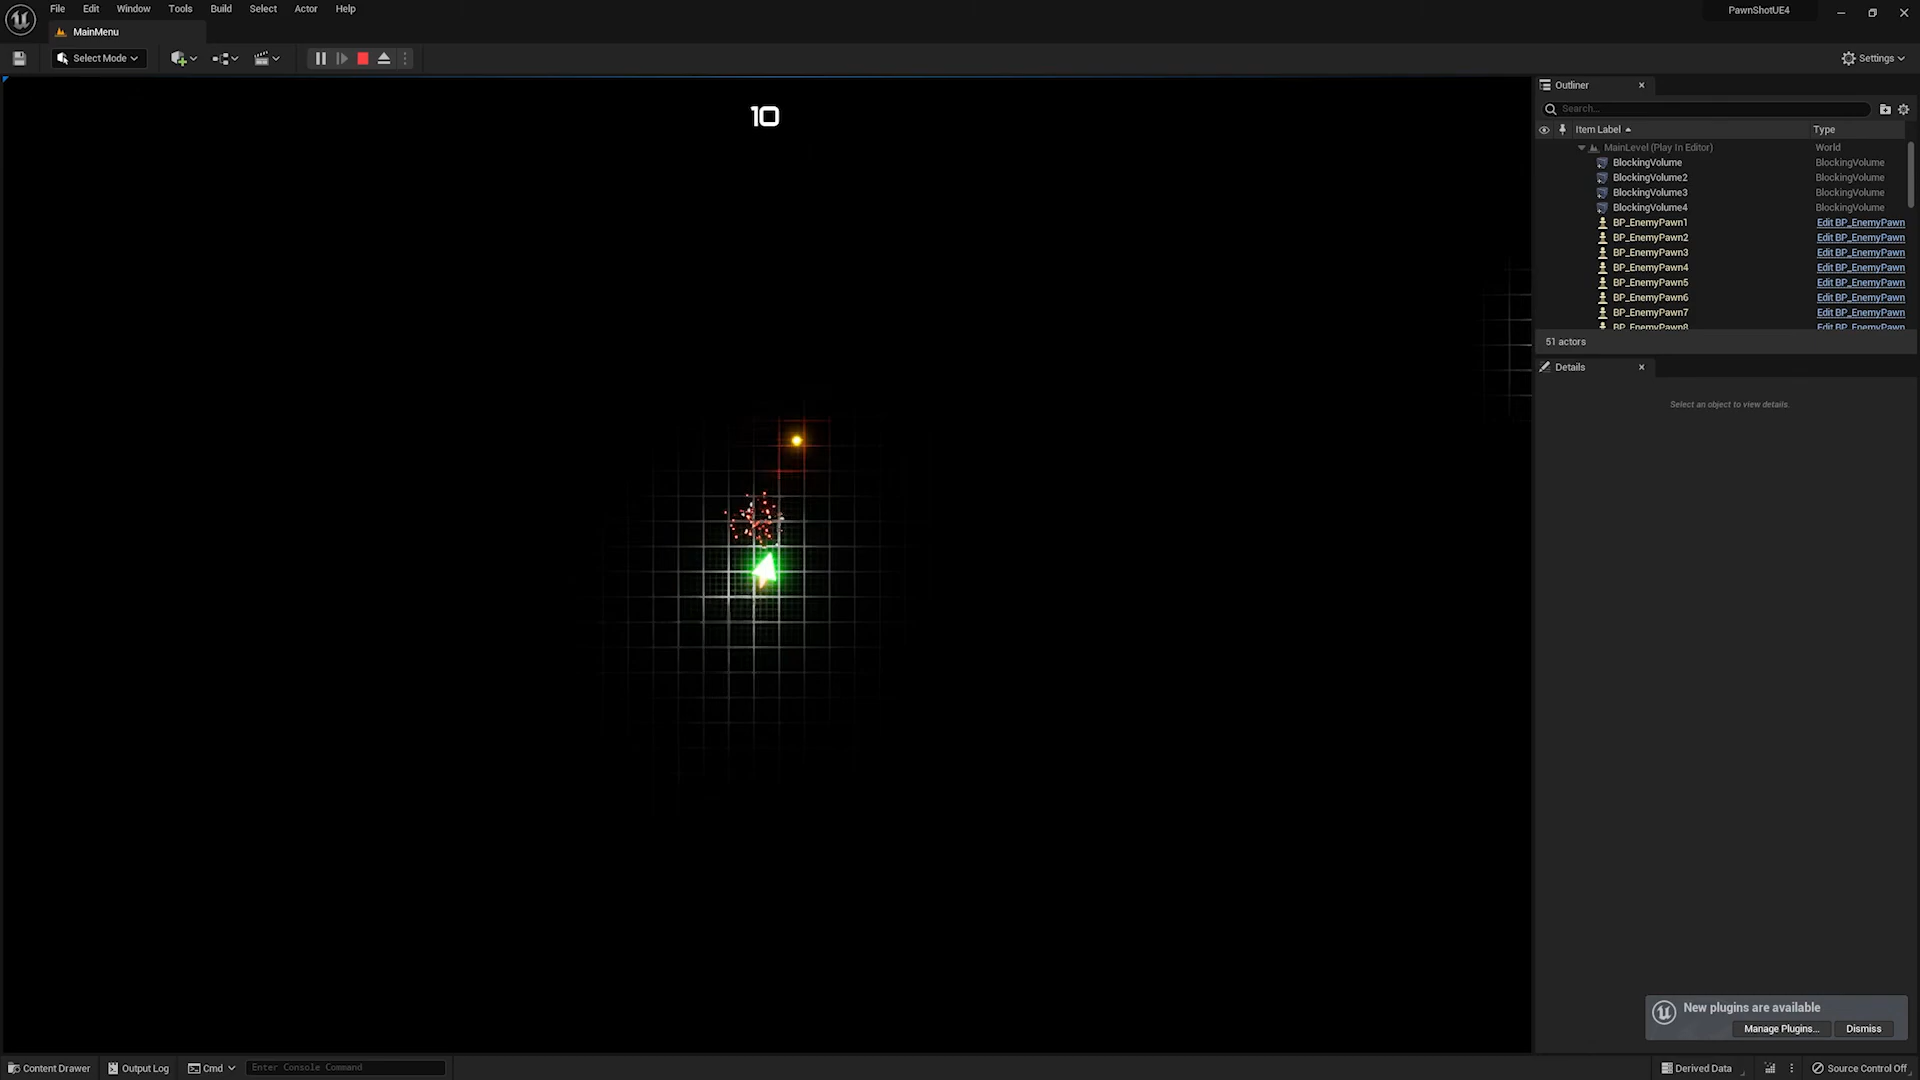 File Edit Window Tools Build Select Actor Help
PawnShotUE4
MainMenu
Select Mode
Settings
10
Outliner
Search...
Item Label Type
MainLevel (Play In Editor) World
BlockingVolume BlockingVolume
BlockingVolume2 BlockingVolume
BlockingVolume3 BlockingVolume
BlockingVolume4 BlockingVolume
BP_EnemyPawn1 Edit BP_EnemyPawn
BP_EnemyPawn2 Edit BP_EnemyPawn
BP_EnemyPawn3 Edit BP_EnemyPawn
BP_EnemyPawn4 Edit BP_EnemyPawn
BP_EnemyPawn5 Edit BP_EnemyPawn
BP_EnemyPawn6 Edit BP_EnemyPawn
BP_EnemyPawn7 Edit BP_EnemyPawn
BP_EnemyPawn8 Edit BP_EnemyPawn
51 actors
Details
Select an object to view details.
New plugins are available
Manage Plugins... Dismiss
Content Drawer Output Log Cmd Enter Console Command Derived Data Source Control Off